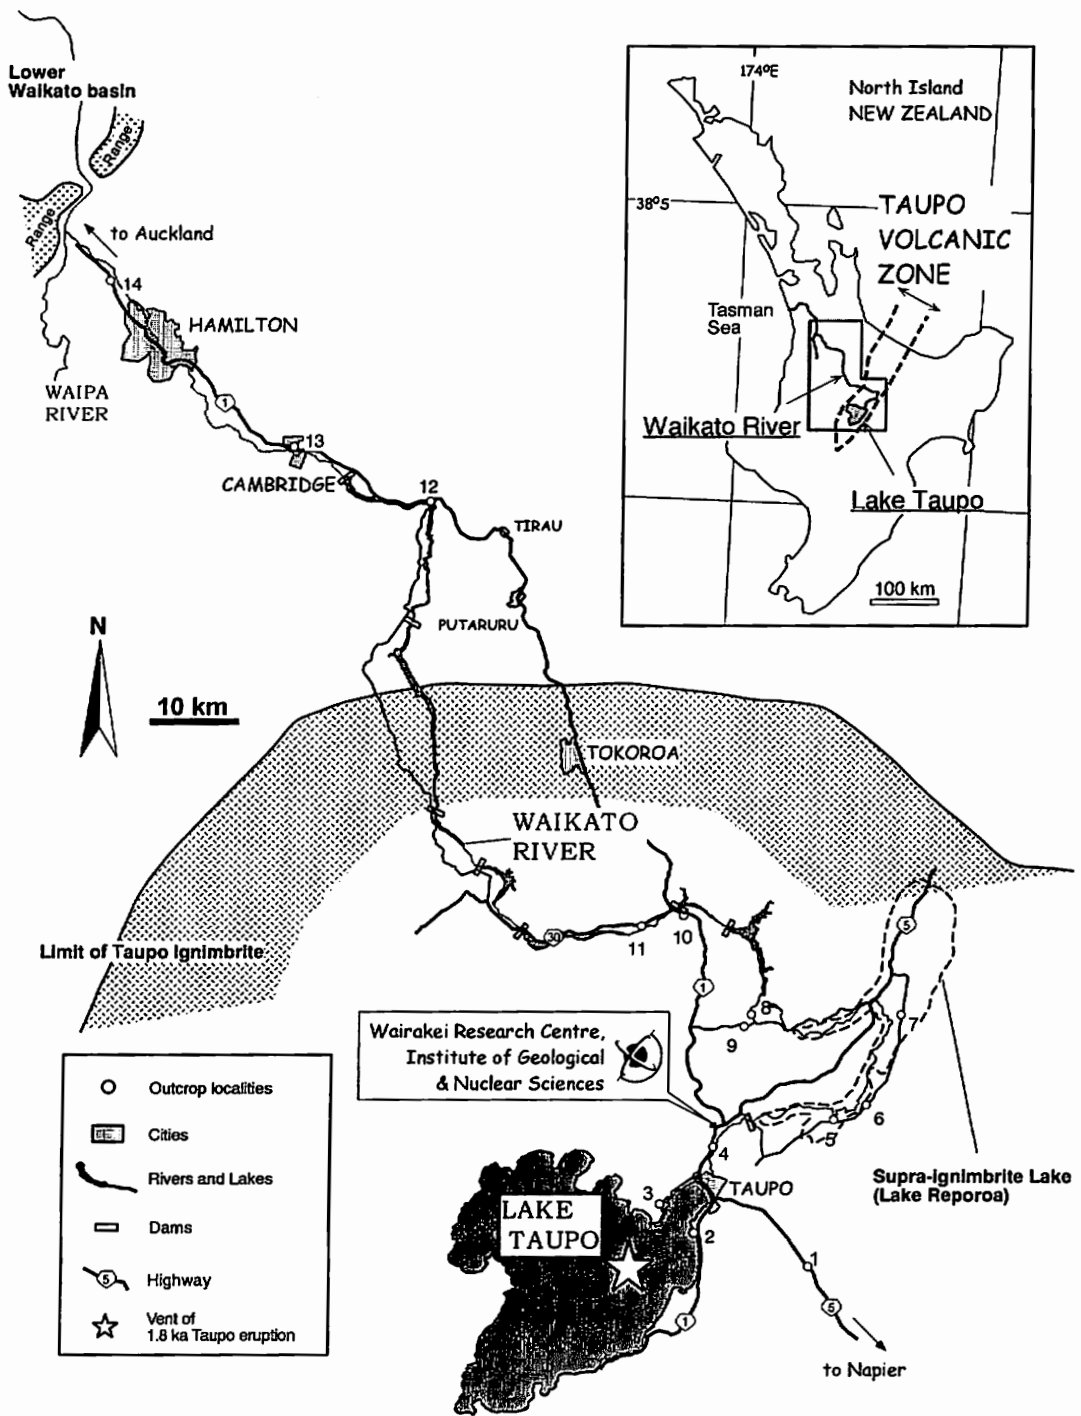 Lower
Waikato basin
Range
Range
to Auckland
14
HAMILTON
WAIPA
RIVER
1
13
CAMBRIDGE
12
TIRAU
PUTARURU
N
10 km
TOKOROA
WAIKATO
RIVER
Limit of Taupo Ignimbrite
30
11
10
5
1
8
9
7
Wairakei Research Centre,
Institute of Geological
& Nuclear Sciences
6
5
4
Supra-ignimbrite Lake
(Lake Reporoa)
TAUPO
3
LAKE
TAUPO
2
1
1
5
to Napier
174°E
North Island
NEW ZEALAND
38°S
TAUPO
VOLCANIC
ZONE
Tasman
Sea
Waikato River
Lake Taupo
100 km
Outcrop localities
Cities
Rivers and Lakes
Dams
5
Highway
Vent of
1.8 ka Taupo eruption